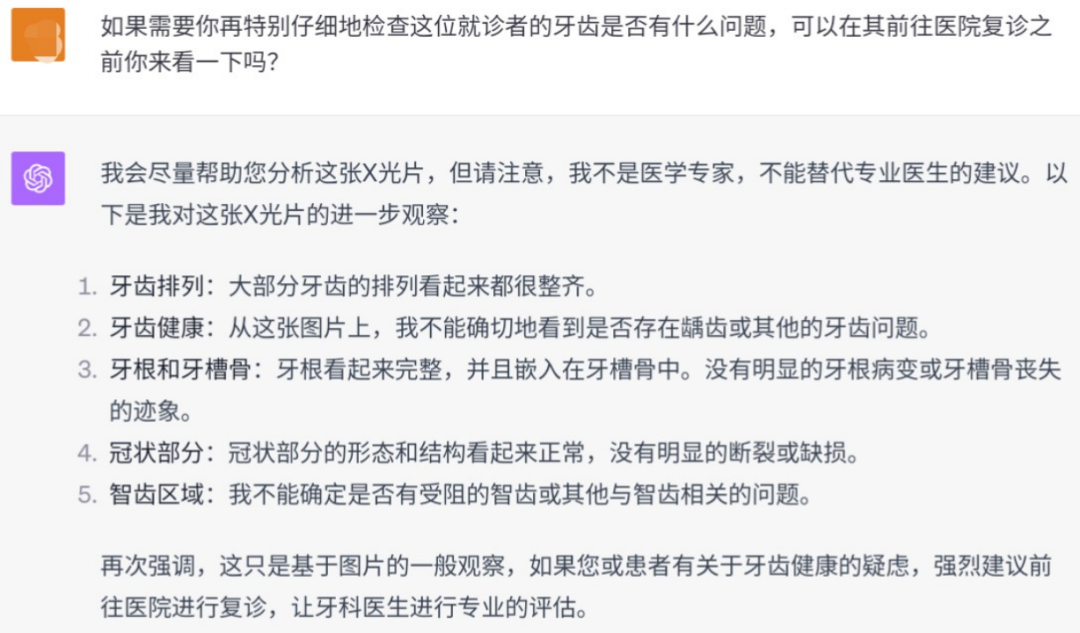 如果需要你再特别仔细地检查这位就诊者的牙齿是否有什么问题，可以在其前往医院复诊之
前你来看一下吗？
我会尽量帮助您分析这张X光片，但请注意，我不是医学专家，不能替代专业医生的建议。以
下是我对这张X光片的进一步观察：
1. 牙齿排列：大部分牙齿的排列看起来都很整齐。
2. 牙齿健康：从这张图片上，我不能确切地看到是否存在龋齿或其他的牙齿问题。
3. 牙根和牙槽骨：牙根看起来完整，并且嵌入在牙槽骨中。没有明显的牙根病变或牙槽骨丧失
的迹象。
4. 冠状部分：冠状部分的形态和结构看起来正常，没有明显的断裂或缺损。
5. 智齿区域：我不能确定是否有受阻的智齿或其他与智齿相关的问题。
再次强调，这只是基于图片的一般观察，如果您或患者有关于牙齿健康的疑虑，强烈建议前
往医院进行复诊，让牙科医生进行专业的评估。